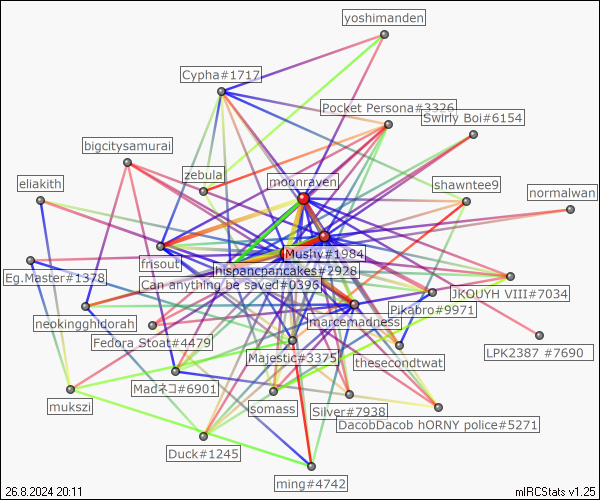 yoshimanden
Cypha#1717
Pocket Persona#3326
Swirly Boi#6154
bigcitysamurai
zebula
moonraven
eliakith
shawntee9
normalwan
Mushy#1984
frisout
hispancpancakes#2928
Eg.Master#1378
Can anything be saved#0396
JKOUYH VIII#7034
Pikabro#9971
neokingghidorah
marcemadness
Fedora Stoat#4479
LPK2387 #7690
Majestic#3375
thesecondtwat
Madネコ#6901
mukszi
somass
Silver#7938
DacobDacob hORNY police#5271
Duck#1245
ming#4742
26.8.2024 20:11
mIRCStats v1.25